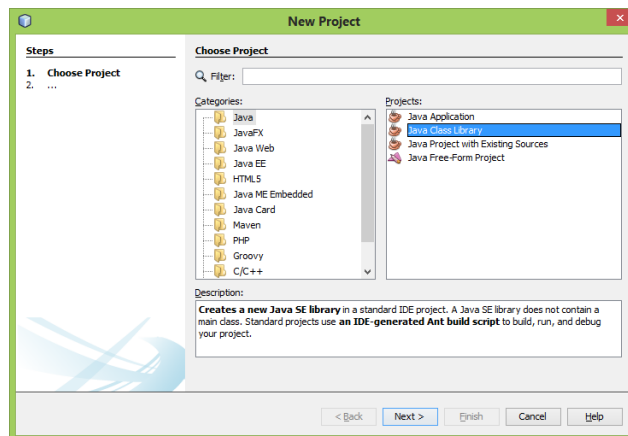 New Project
Steps
1. Choose Project
2. ...
Choose Project
Filter:
Categories:
Java
JavaFX
Java Web
Java EE
HTML5
Java ME Embedded
Java Card
Maven
PHP
Groovy
C/C++
Projects:
Java Application
Java Class Library
Java Project with Existing Sources
Java Free-Form Project
Description:
Creates a new Java SE library in a standard IDE project. A Java SE library does not contain a
main class. Standard projects use an IDE-generated Ant build script to build, run, and debug
your project.
< Back
Next >
Finish
Cancel
Help